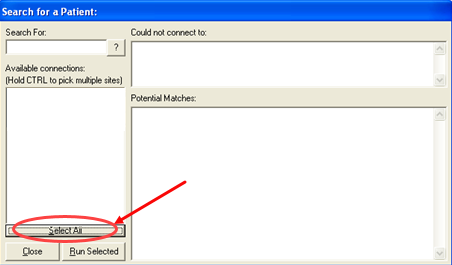 Search for a Patient:
Search For:
?
Could not connect to:
Available connections:
(Hold CTRL to pick multiple sites)
Potential Matches:
Select All
Close
Run Selected